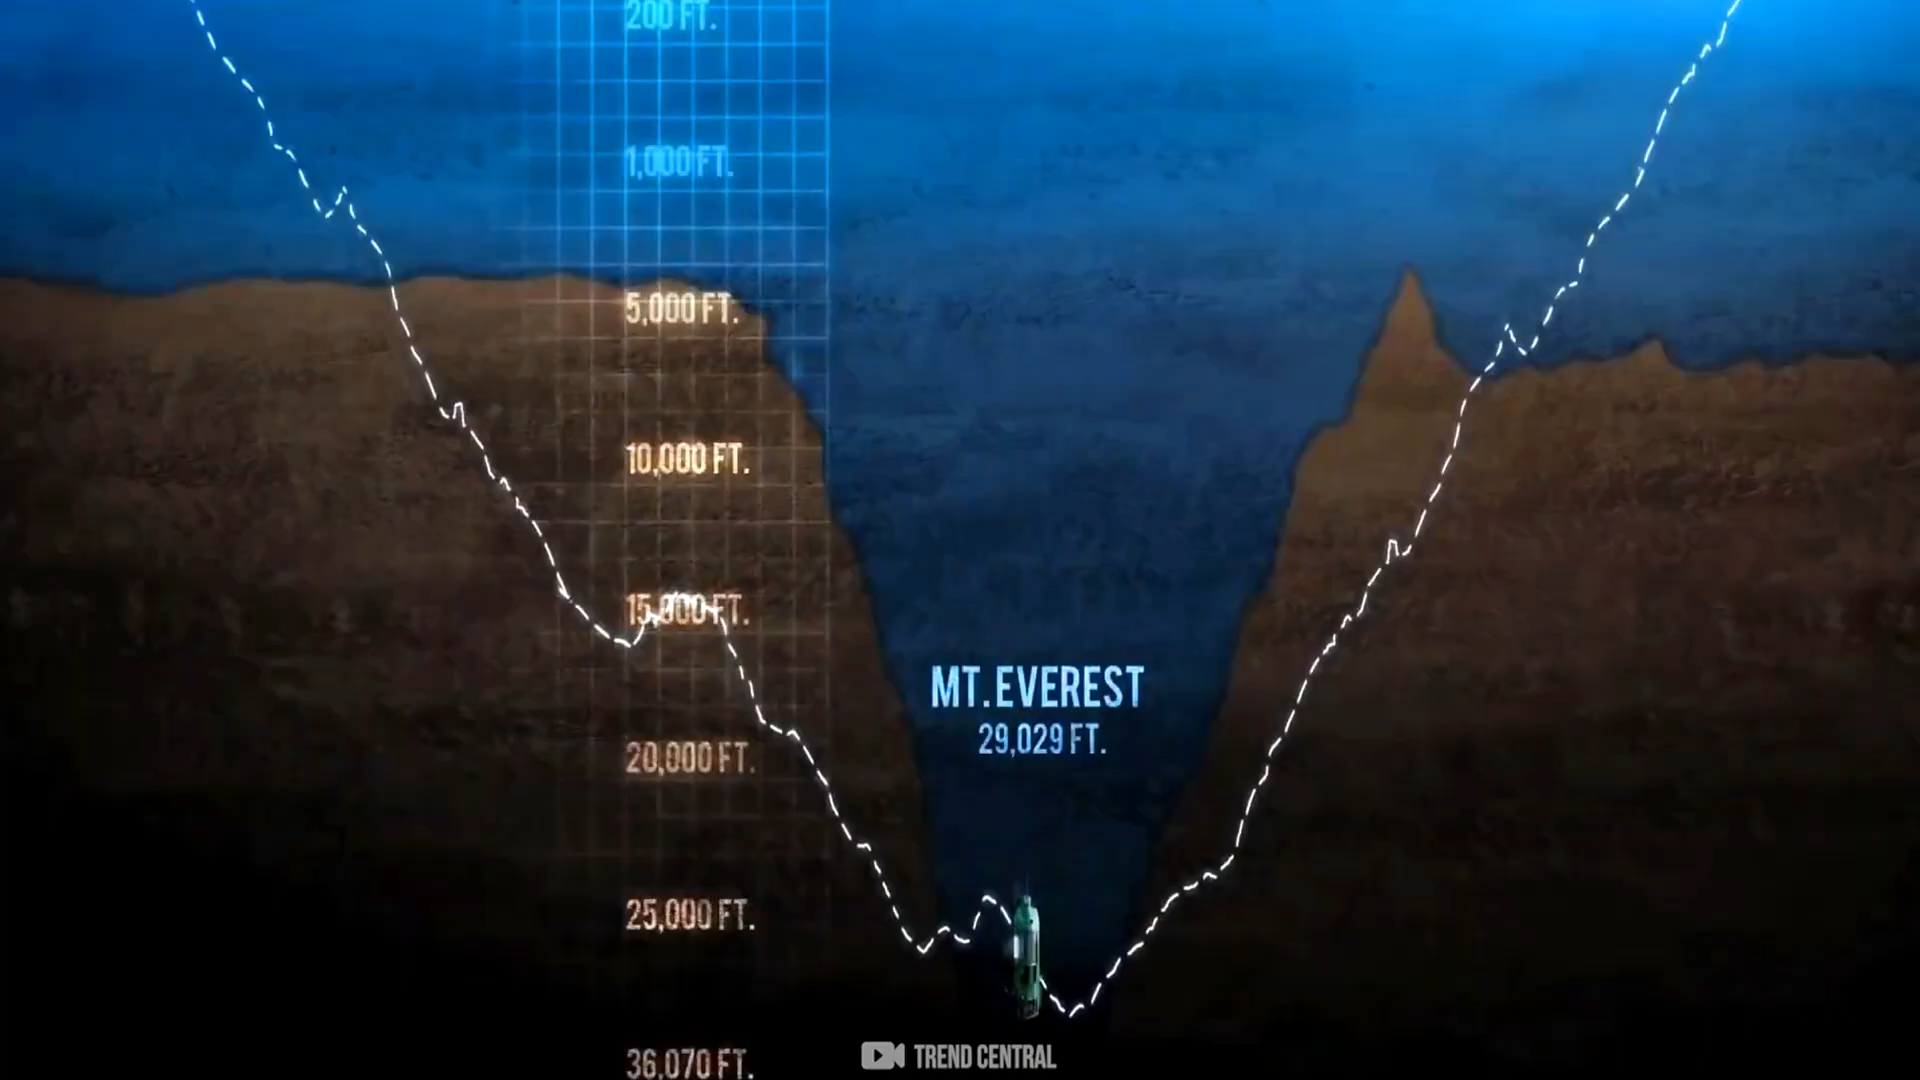 200 FT.
1,000 FT.
5,000 FT.
10,000 FT.
15,000 FT.
MT. EVEREST
29,029 FT.
20,000 FT.
25,000 FT.
36,070 FT.
TREND CENTRAL